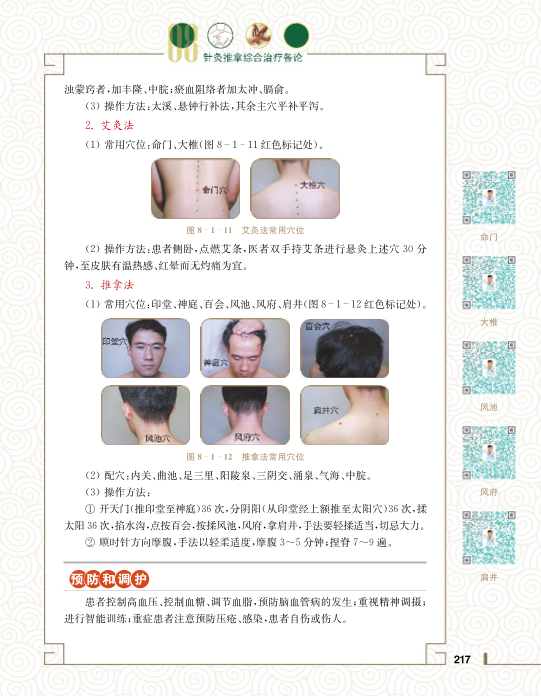 针灸推拿综合治疗备论
浊蒙窍者,加丰隆、中脘;瘀血阻络者加太冲、膈俞。
(3) 操作方法:太溪、悬钟行补法,其余主穴平补平泻。
2. 艾灸法
(1) 常用穴位:命门、大椎(图 8-1-11 红色标记处)。
命门穴
大椎穴
图 8-1-11 艾灸法常用穴位
(2) 操作方法:患者侧卧,点燃艾条,医者双手持艾条进行悬灸上述穴 30 分
钟,至皮肤有温热感、红晕而无灼痛为宜。
3. 推拿法
(1) 常用穴位:印堂、神庭、百会、风池、风府、肩井(图 8-1-12 红色标记处)。
印堂穴
神庭穴
百会穴
风池穴
风府穴
肩井穴
图 8-1-12 推拿法常用穴位
(2) 配穴:内关、曲池、足三里、阳陵泉、三阴交、涌泉、气海、中脘。
(3) 操作方法:
① 开天门(推印堂至神庭)36 次,分阴阳(从印堂经上额推至太阳穴)36 次,揉
太阳 36 次,掐水沟,点按百会,按揉风池,风府,拿肩井,手法要轻揉适当,切忌大力。
② 顺时针方向摩腹,手法以轻柔适度,摩腹 3～5 分钟;捏脊 7～9 遍。
预防和调护
患者控制高血压、控制血糖、调节血脂,预防脑血管病的发生;重视精神调摄;
进行智能训练;重症患者注意预防压疮、感染,患者自伤或伤人。
命门
大椎
风池
风府
肩井
217